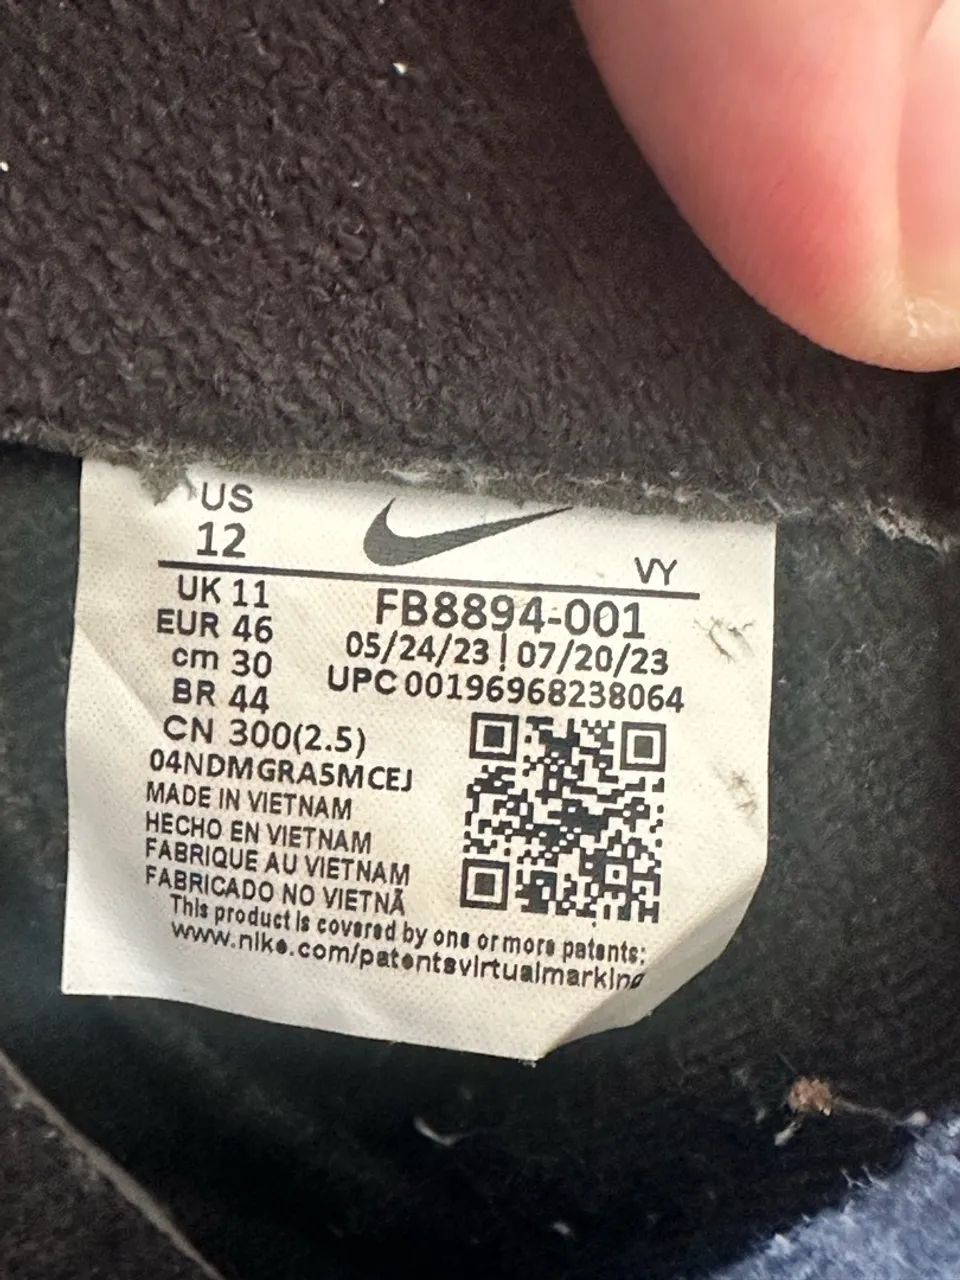 US
12
VY
UK 11
EUR 46
cm 30
BR 44
CN 300(2.5)
FB8894-001
05/24/23 | 07/20/23
UPC 00196968238064
04NDMGRA5MCEJ
MADE IN VIETNAM
HECHO EN VIETNAM
FABRIQUE AU VIETNAM
FABRICADO NO VIETNÃ
This product is covered by one or more patents:
www.nike.com/patentsvirtualmarking